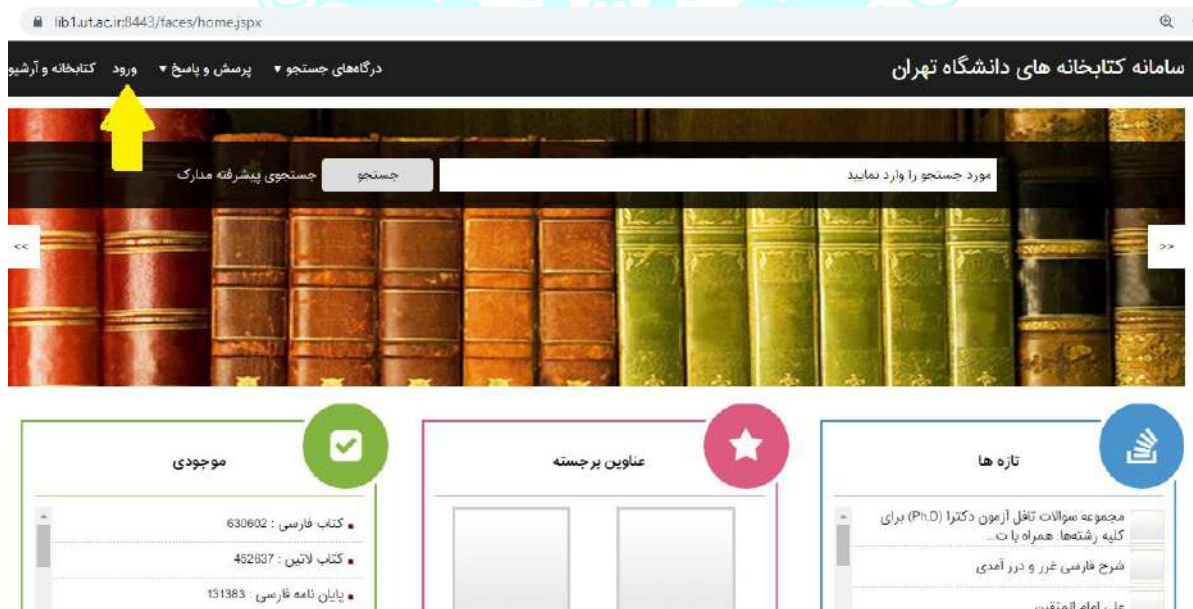 lib1.ut.ac.ir:8443/faces/home.jspx
سامانه کتابخانه های دانشگاه تهران
درگاههای جستجو ▾ پرسش و پاسخ ▾ ورود کتابخانه و آرشیو
مورد جستجو را وارد نمایید
جستجو
جستجوی پیشرفته مدارک
>>
<<
تازه ها
مجموعه سوالات تافل آزمون دکترا (Ph.D) برای
کلیه رشته‌ها: همراه با ت...
شرح فارسی غرر و درر آمدی
علی امام المتقین
عناوین برجسته
موجودی
کتاب فارسی : 630602
کتاب لاتین : 452637
پایان نامه فارسی : 131383